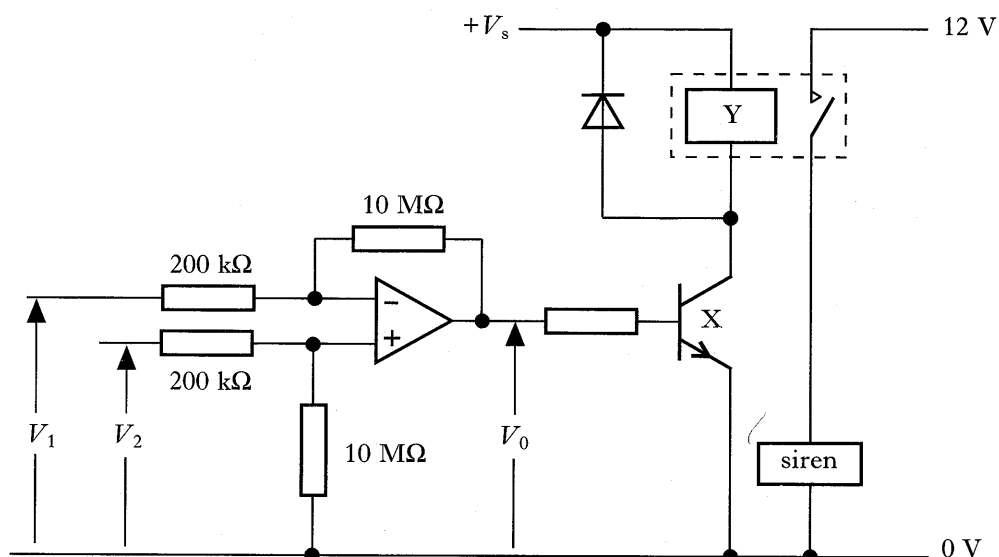 +Vs
12 V
Y
10 MΩ
200 kΩ
−
+
X
200 kΩ
V1
V2
V0
10 MΩ
siren
0 V